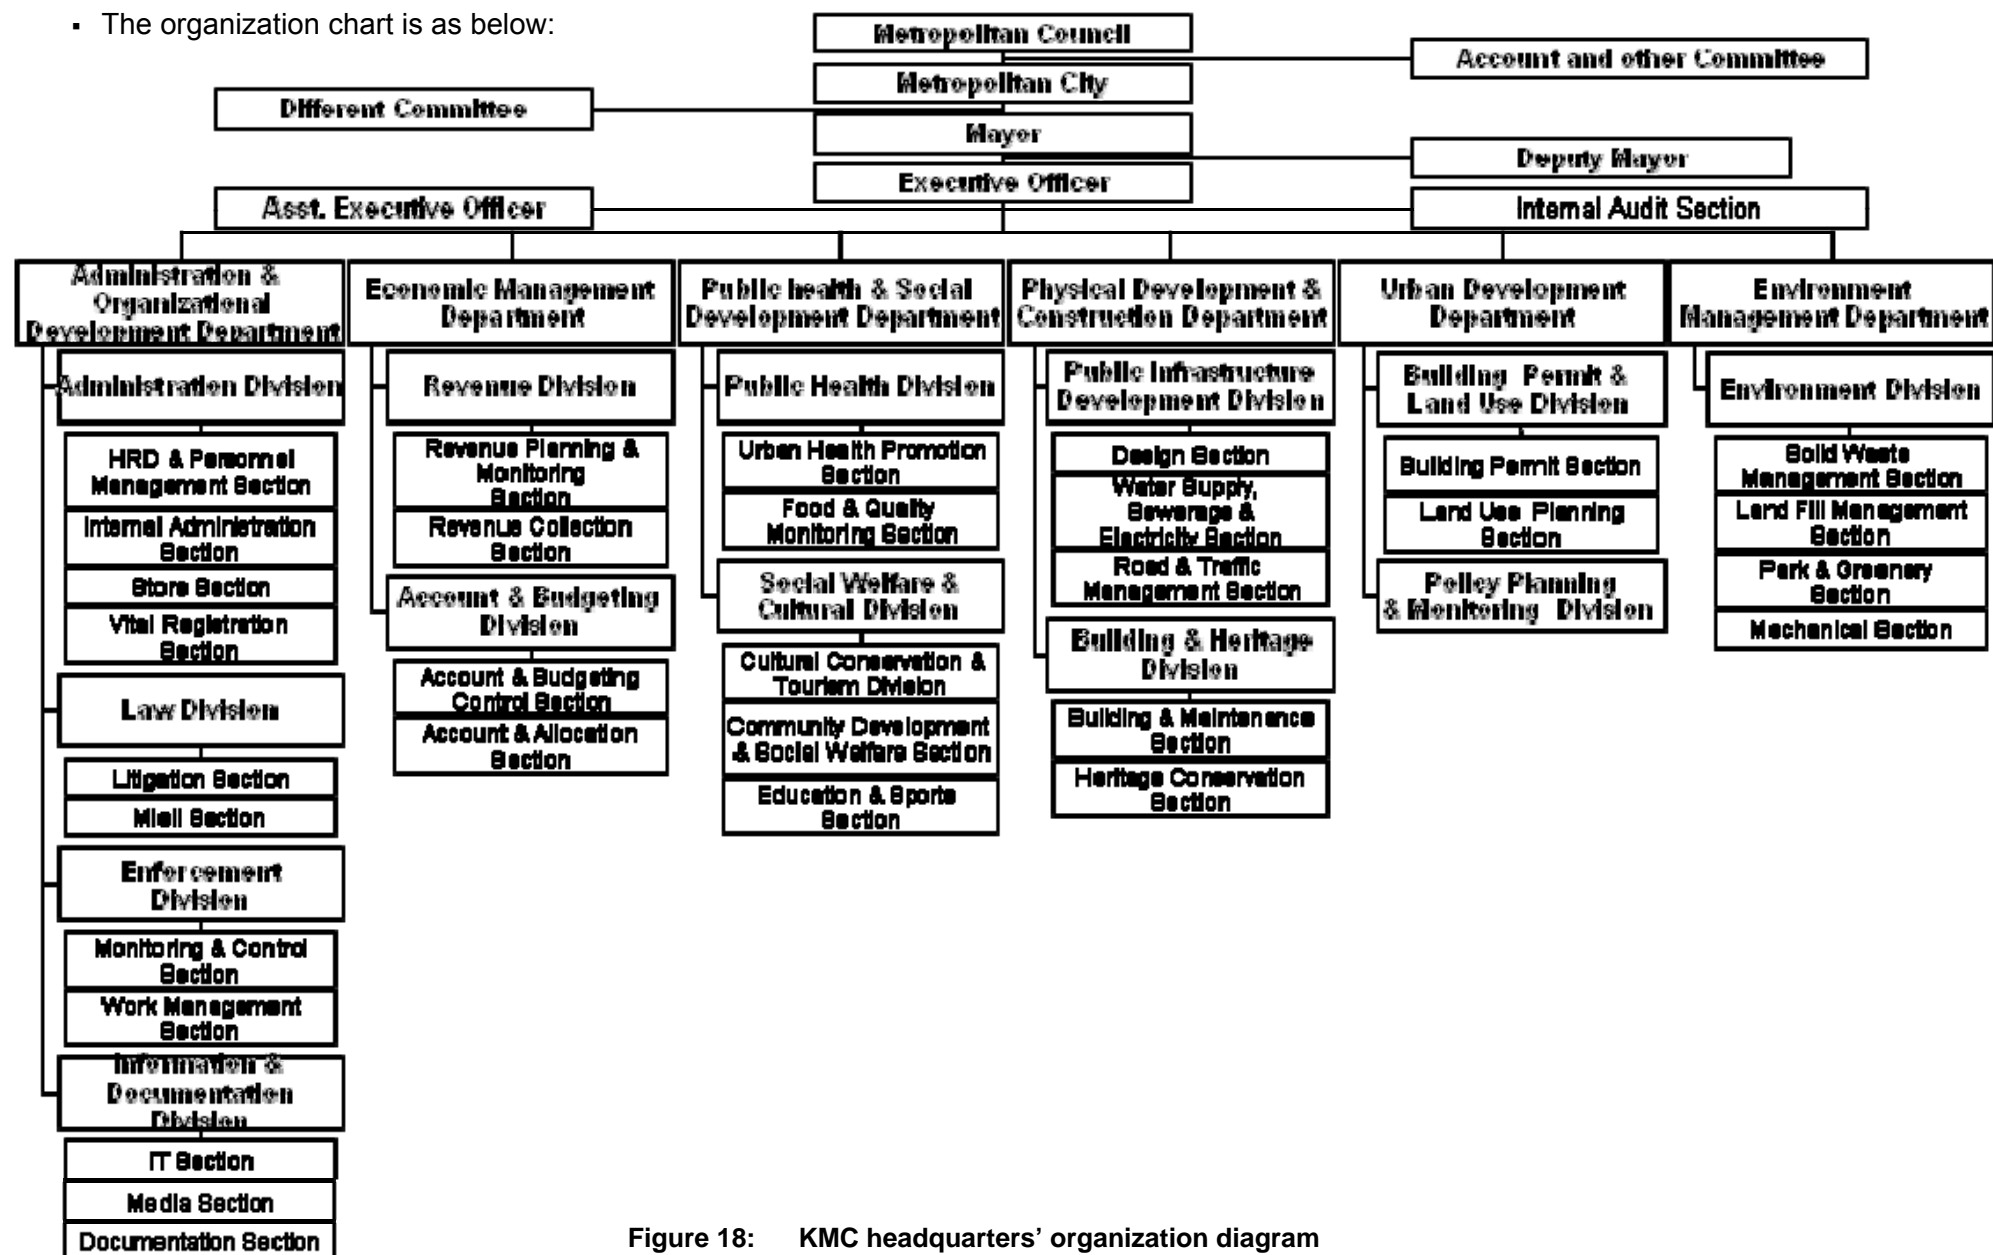 ▪ The organization chart is as below:
Metropolitan Council
Account and other Committee
Metropolitan City
Different Committee
Mayor
Deputy Mayor
Executive Officer
Asst. Executive Officer
Internal Audit Section
Administration &
Organizational
Development Department
Administration Division
HRD & Personnel
Management Section
Internal Administration
Section
Store Section
Vital Registration
Section
Law Division
Litigation Section
Section
Enforcement
Division
Monitoring & Control
Section
Work Management
Section
Information &
Documentation
Division
IT Section
Media Section
Documentation Section
Economic Management
Department
Revenue Division
Revenue Planning &
Monitoring
Section
Revenue Collection
Section
Account & Budgeting
Division
Account & Budgeting
Control Section
Account & Allocation
Section
Public health & Social
Development Department
Public Health Division
Urban Health Promotion
Section
Food & Quality
Monitoring Section
Social Welfare &
Cultural Division
Cultural Conservation &
Tourism Division
Community Development
& Social Welfare Section
Education & Sports
Section
Physical Development &
Construction Department
Public Infrastructure
Development Division
Design Section
Water Supply,
Sewerage &
Electricity Section
Road & Traffic
Management Section
Building & Heritage
Division
Building & Maintenance
Section
Heritage Conservation
Section
Urban Development
Department
Building Permit &
Land Use Division
Building Permit Section
Land Use Planning
Section
Policy Planning
& Monitoring Division
Environment
Management Department
Environment Division
Solid Waste
Management Section
Land Fill Management
Section
Park & Greenery
Section
Mechanical Section
Figure 18: KMC headquarters’ organization diagram